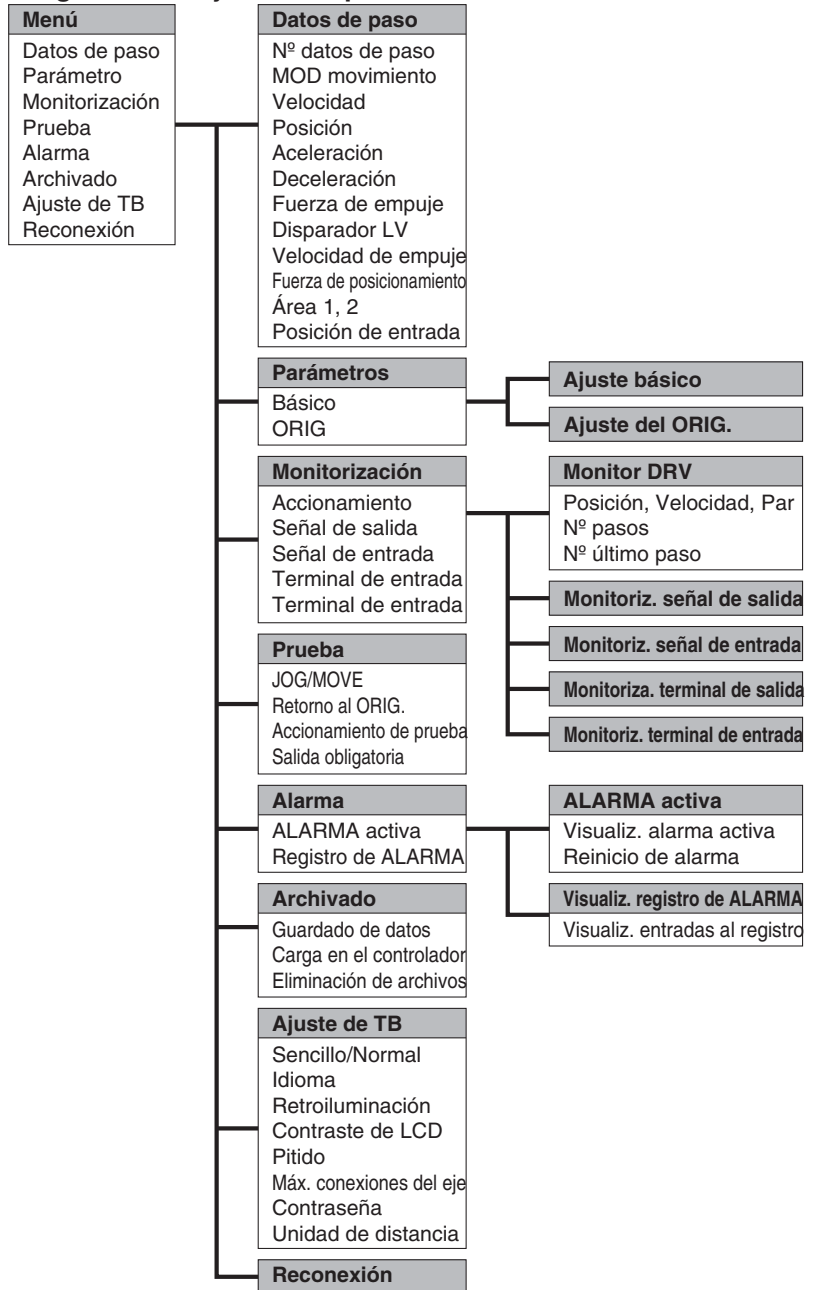 Menú
Datos de paso
Parámetro
Monitorización
Prueba
Alarma
Archivado
Ajuste de TB
Reconexión
Datos de paso
Nº datos de paso
MOD movimiento
Velocidad
Posición
Aceleración
Deceleración
Fuerza de empuje
Disparador LV
Velocidad de empuje
Fuerza de posicionamiento
Área 1, 2
Posición de entrada
Parámetros
Básico
ORIG
Ajuste básico
Ajuste del ORIG.
Monitorización
Accionamiento
Señal de salida
Señal de entrada
Terminal de entrada
Terminal de entrada
Monitor DRV
Posición, Velocidad, Par
Nº pasos
Nº último paso
Monitoriz. señal de salida
Monitoriz. señal de entrada
Monitoriza. terminal de salida
Monitoriz. terminal de entrada
Prueba
JOG/MOVE
Retorno al ORIG.
Accionamiento de prueba
Salida obligatoria
Alarma
ALARMA activa
Registro de ALARMA
ALARMA activa
Visualiz. alarma activa
Reinicio de alarma
Visualiz. registro de ALARMA
Visualiz. entradas al registro
Archivado
Guardado de datos
Carga en el controlador
Eliminación de archivos
Ajuste de TB
Sencillo/Normal
Idioma
Retroiluminación
Contraste de LCD
Pitido
Máx. conexiones del eje
Contraseña
Unidad de distancia
Reconexión